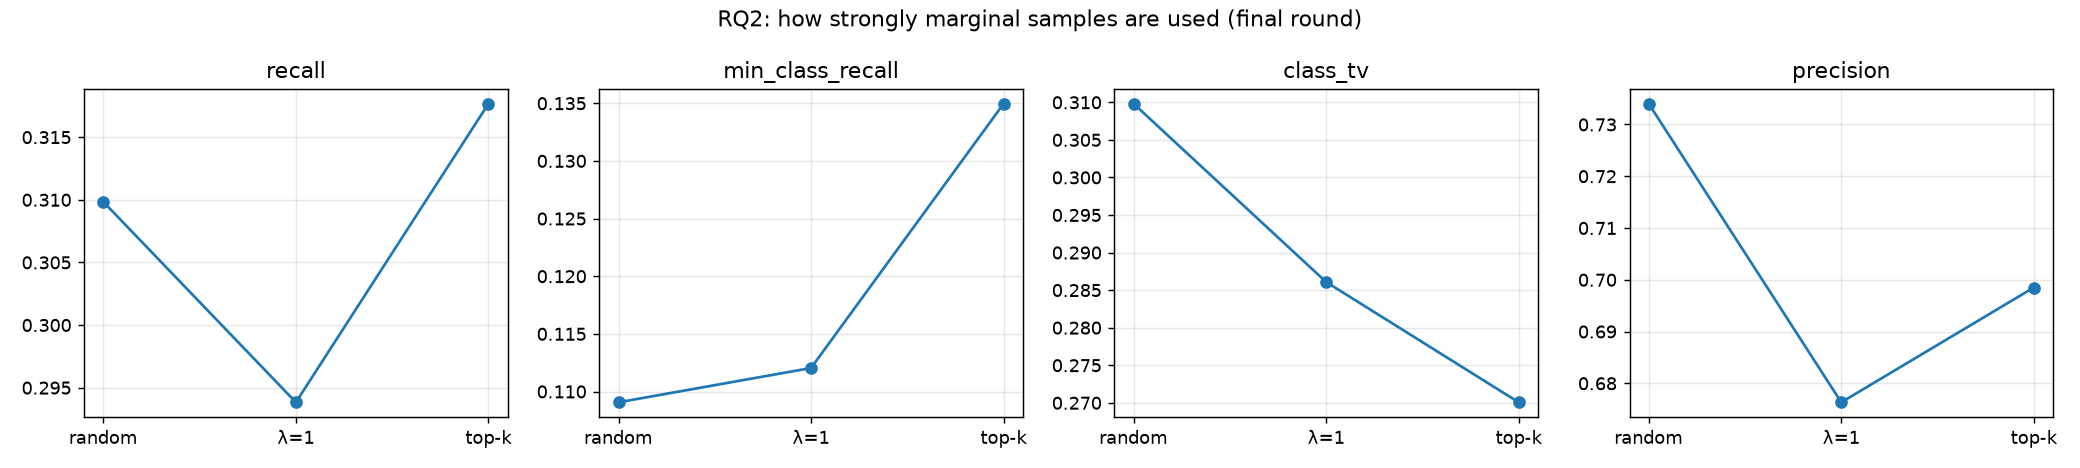 RQ2: how strongly marginal samples are used (final round)
recall
0.315
0.310
0.305
0.300
0.295
random
λ=1
top-k
min_class_recall
0.135
0.130
0.125
0.120
0.115
0.110
random
λ=1
top-k
class_tv
0.310
0.305
0.300
0.295
0.290
0.285
0.280
0.275
0.270
random
λ=1
top-k
precision
0.73
0.72
0.71
0.70
0.69
0.68
random
λ=1
top-k